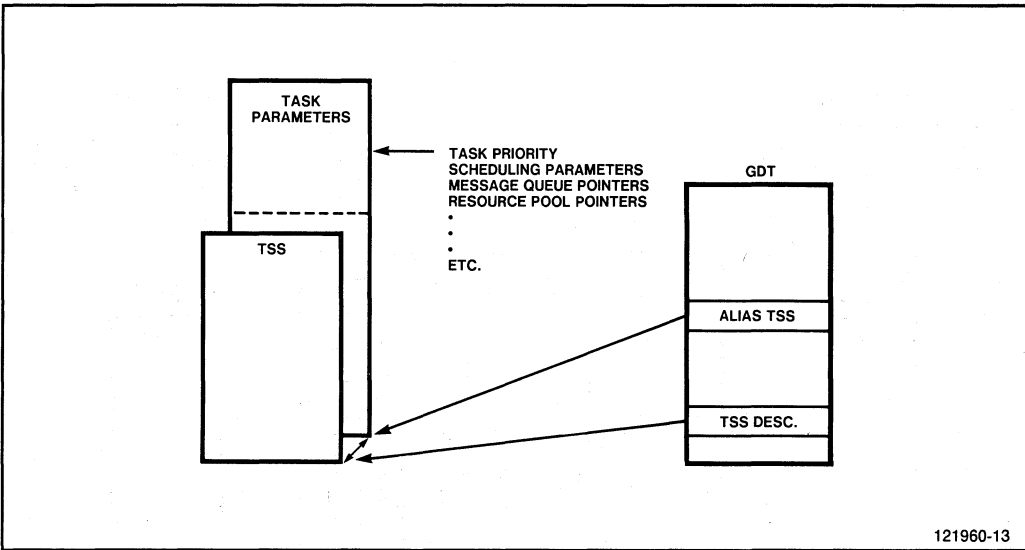 TASK
PARAMETERS
TASK PRIORITY
SCHEDULING PARAMETERS
MESSAGE QUEUE POINTERS
RESOURCE POOL POINTERS
•
•
•
ETC.
TSS
GDT
ALIAS TSS
TSS DESC.
121960-13